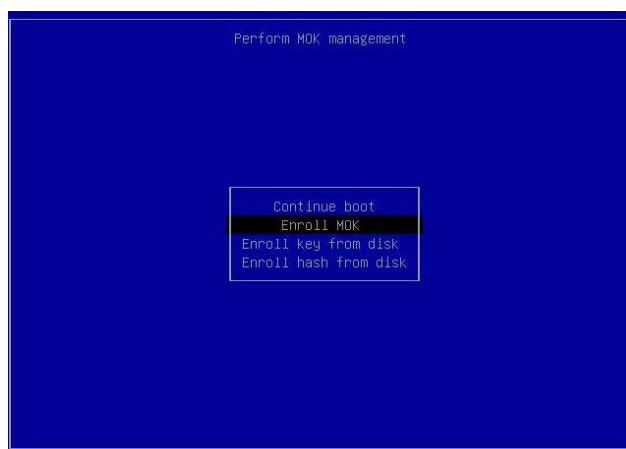 Perform MOK management
Continue boot
Enroll MOK
Enroll key from disk
Enroll hash from disk